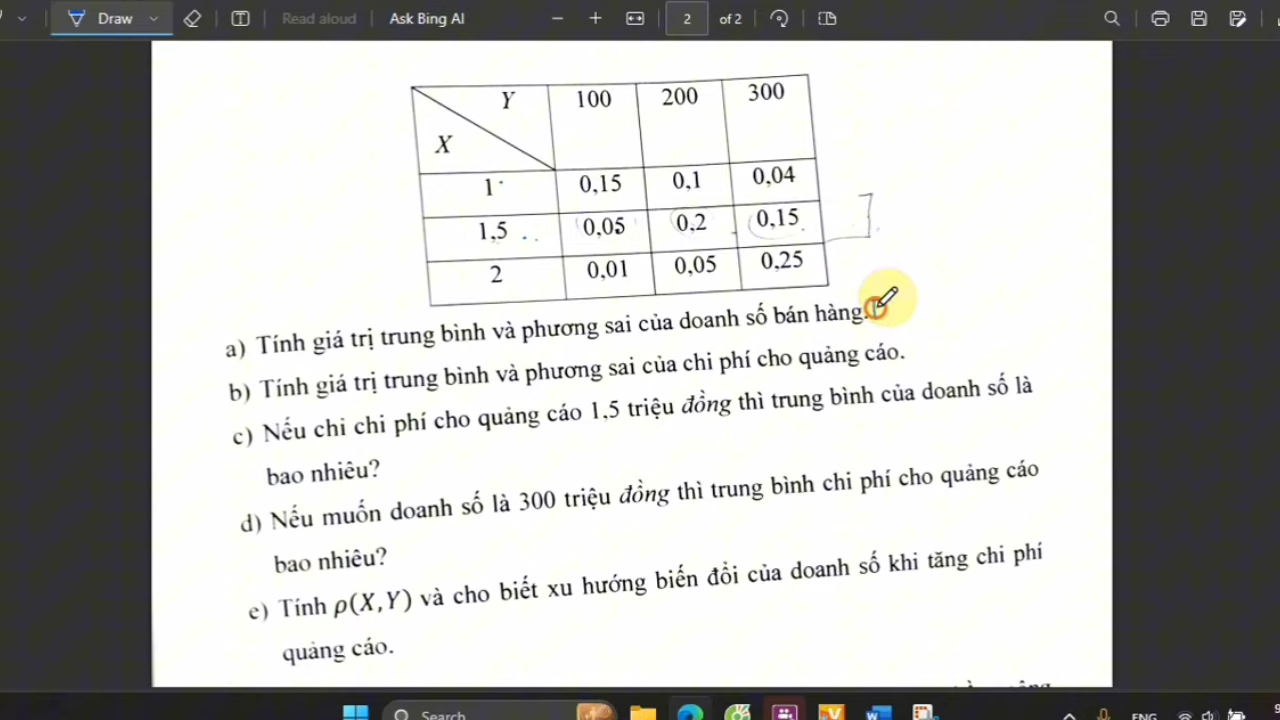 Draw
Read aloud
Ask Bing AI
2
of 2
Y 100 200 300
X
1 0,15 0,1 0,04
1,5 0,05 0,2 0,15
2 0,01 0,05 0,25
a) Tính giá trị trung bình và phương sai của doanh số bán hàng.
b) Tính giá trị trung bình và phương sai của chi phí cho quảng cáo.
c) Nếu chi chi phí cho quảng cáo 1,5 triệu đồng thì trung bình của doanh số là
bao nhiêu?
d) Nếu muốn doanh số là 300 triệu đồng thì trung bình chi phí cho quảng cáo
bao nhiêu?
e) Tính ρ(X,Y) và cho biết xu hướng biến đổi của doanh số khi tăng chi phí
quảng cáo.
Search
ENG